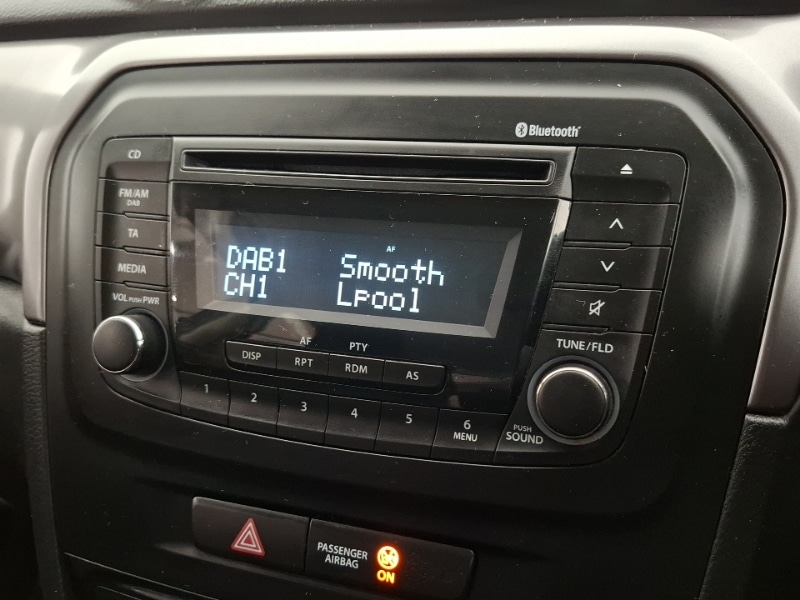 Bluetooth
CD
FM/AM
DAB
TA
MEDIA
VOL PUSH PWR
DAB1
CH1
AF
Smooth
Lpool
TUNE/FLD
AF
PTY
DISP
RPT
RDM
AS
1
2
3
4
5
6
MENU
PUSH
SOUND
PASSENGER
AIRBAG
ON